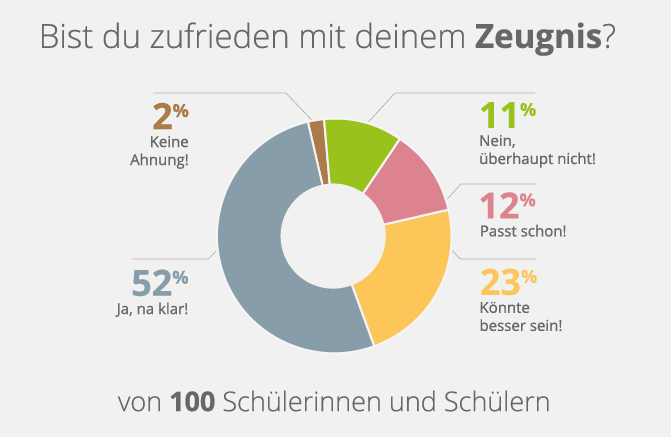 Bist du zufrieden mit deinem Zeugnis?
2%
Keine
Ahnung!
11%
Nein,
überhaupt nicht!
12%
Passt schon!
52%
Ja, na klar!
23%
Könnte
besser sein!
von 100 Schülerinnen und Schülern